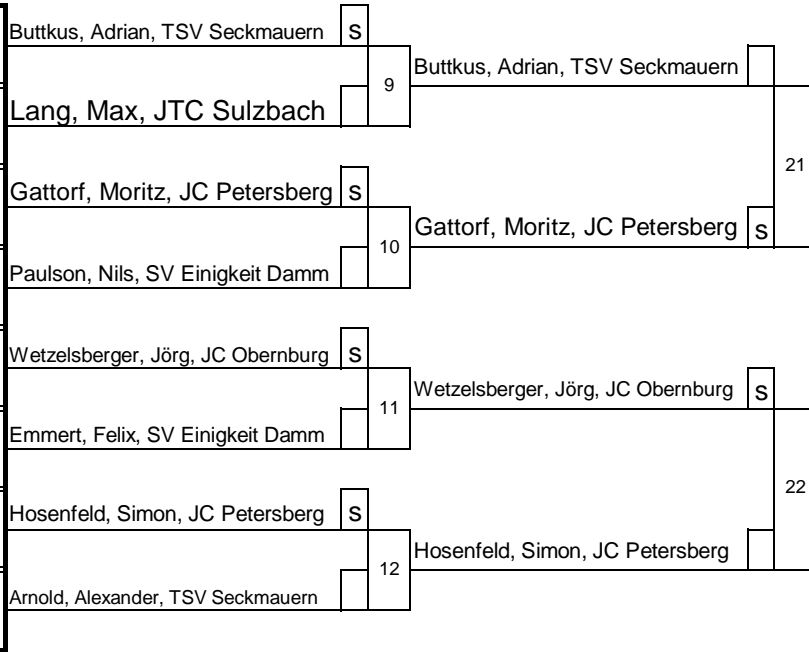 Buttkus, Adrian, TSV Seckmauern s
9
Lang, Max, JTC Sulzbach
Gattorf, Moritz, JC Petersberg s
10
Paulson, Nils, SV Einigkeit Damm
Wetzelsberger, Jörg, JC Obernburg s
11
Emmert, Felix, SV Einigkeit Damm
Hosenfeld, Simon, JC Petersberg s
12
Arnold, Alexander, TSV Seckmauern
Buttkus, Adrian, TSV Seckmauern
21
Gattorf, Moritz, JC Petersberg s
Wetzelsberger, Jörg, JC Obernburg s
22
Hosenfeld, Simon, JC Petersberg